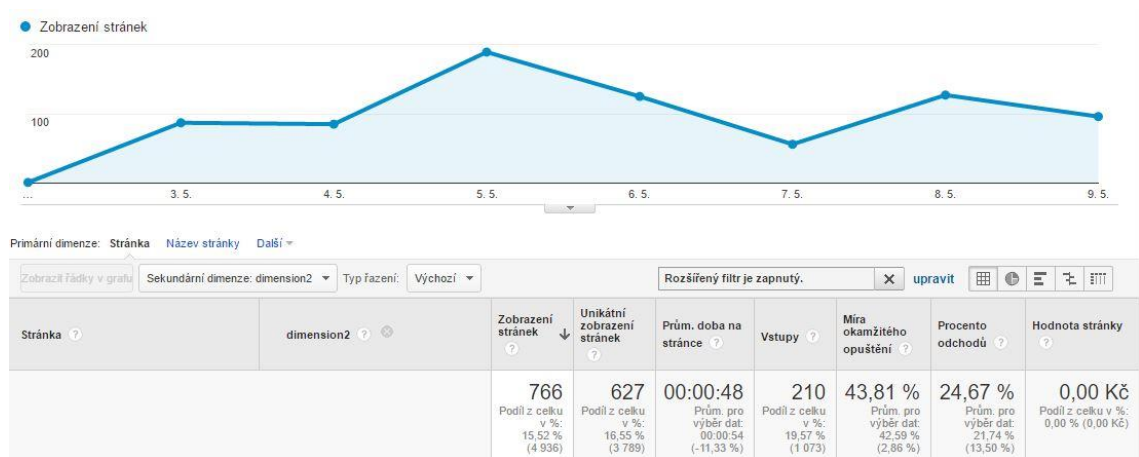 Zobrazení stránek
200
100
...
3. 5.
4. 5.
5. 5.
6. 5.
7. 5.
8. 5.
9. 5.
Primární dimenze: Stránka Název stránky Další
Zobrazit řádky v grafu Sekundární dimenze: dimension2 Typ řazení: Výchozí Rozšířený filtr je zapnutý. upravit
Stránka ?
dimension2 ?
Zobrazení
stránek
?
Unikátní
zobrazení
stránek
?
Prům. doba na
stránce ?
Vstupy ?
Míra
okamžitého
opuštění ?
Procento
odchodů ?
Hodnota stránky
?
766
Podíl z celku
v %:
15,52 %
(4 936)
627
Podíl z celku
v %:
16,55 %
(3 789)
00:00:48
Prům. pro
výběr dat:
00:00:54
(-11,33 %)
210
Podíl z celku
v %:
19,57 %
(1 073)
43,81 %
Prům. pro
výběr dat:
42,59 %
(2,86 %)
24,67 %
Prům. pro
výběr dat:
21,74 %
(13,50 %)
0,00 Kč
Podíl z celku v %:
0,00 % (0,00 Kč)